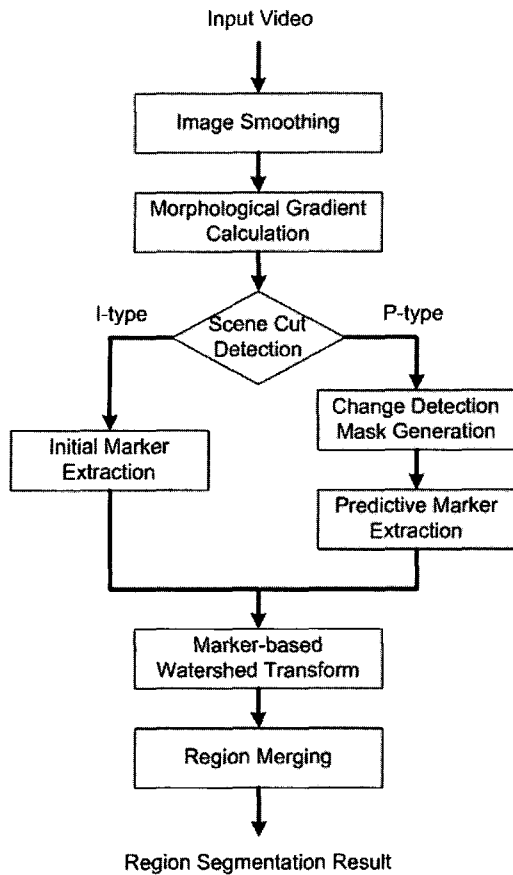 Input Video
Image Smoothing
Morphological Gradient
Calculation
I-type
Scene Cut
Detection
P-type
Initial Marker
Extraction
Change Detection
Mask Generation
Predictive Marker
Extraction
Marker-based
Watershed Transform
Region Merging
Region Segmentation Result